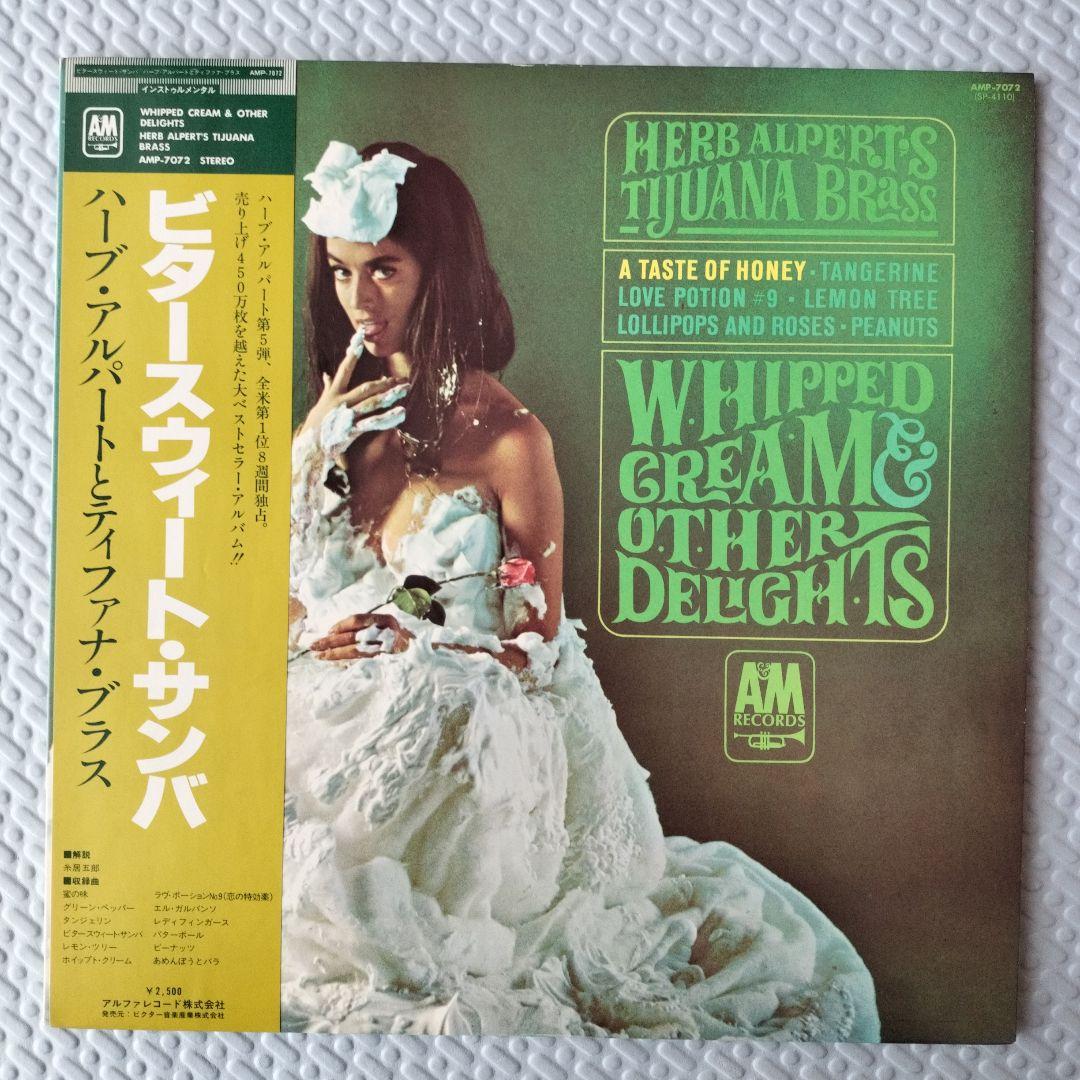 ビタースウィート・サンバ ハーブ・アルパートとティファナ・ブラス AMP-7072
インストゥルメンタル
A&M
RECORDS
WHIPPED CREAM & OTHER
DELIGHTS
HERB ALPERT'S TIJUANA
BRASS
AMP-7072 STEREO
ハーブ・アルパート第5弾、全米第1位8週間独占。
売り上げ450万枚を越えた大ベストセラー・アルバム!!
ビタースウィート・サンバ
ハーブ・アルパートとティファナ・ブラス
■解説
糸居五郎
■収録曲
蜜の味
グリーン・ペッパー
タンジェリン
ビタースウィート・サンバ
レモン・ツリー
ホイップト・クリーム
ラヴ・ポーションNo.9(恋の特効薬)
エル・ガルバンソ
レディフィンガース
バターボール
ピーナッツ
あめんぼうとバラ
¥2,500
アルファレコード株式会社
発売元:ビクター音楽産業株式会社
AMP-7072
(SP-4110)
HERB ALPERT'S
TIJUANA BRASS
A TASTE OF HONEY · TANGERINE
LOVE POTION #9 · LEMON TREE
LOLLIPOPS AND ROSES · PEANUTS
WHIPPED
CREAM &
OTHER
DELIGHTS
A&M
RECORDS